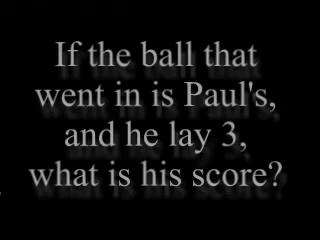 If the ball that
went in is Paul's,
and he lay 3,
what is his score?